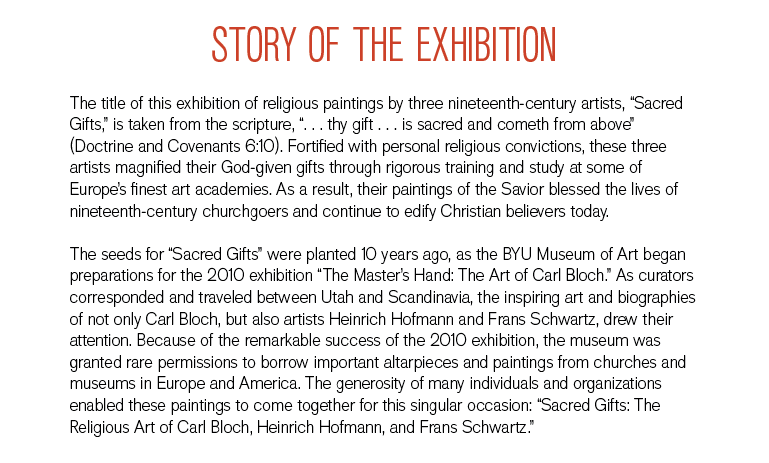 STORY OF THE EXHIBITION
The title of this exhibition of religious paintings by three nineteenth-century artists, “Sacred
Gifts,” is taken from the scripture, “. . . thy gift . . . is sacred and cometh from above”
(Doctrine and Covenants 6:10). Fortified with personal religious convictions, these three
artists magnified their God-given gifts through rigorous training and study at some of
Europe’s finest art academies. As a result, their paintings of the Savior blessed the lives of
nineteenth-century churchgoers and continue to edify Christian believers today.
The seeds for “Sacred Gifts” were planted 10 years ago, as the BYU Museum of Art began
preparations for the 2010 exhibition “The Master’s Hand: The Art of Carl Bloch.” As curators
corresponded and traveled between Utah and Scandinavia, the inspiring art and biographies
of not only Carl Bloch, but also artists Heinrich Hofmann and Frans Schwartz, drew their
attention. Because of the remarkable success of the 2010 exhibition, the museum was
granted rare permissions to borrow important altarpieces and paintings from churches and
museums in Europe and America. The generosity of many individuals and organizations
enabled these paintings to come together for this singular occasion: “Sacred Gifts: The
Religious Art of Carl Bloch, Heinrich Hofmann, and Frans Schwartz.”